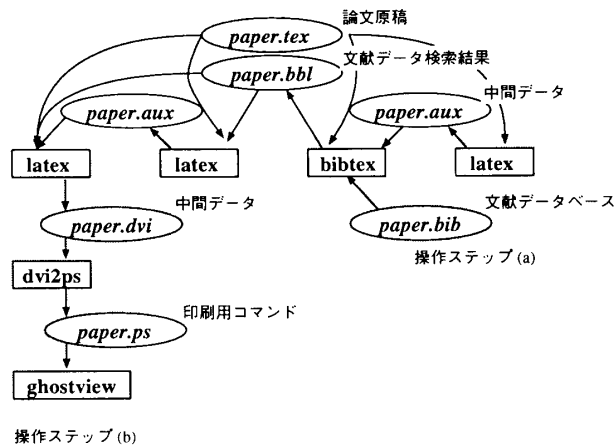 論文原稿
paper.tex
文献データ検索結果
paper.bbl
中間データ
paper.aux
paper.aux
latex
latex
bibtex
latex
中間データ
文献データベース
paper.dvi
paper.bib
操作ステップ(a)
dvi2ps
印刷用コマンド
paper.ps
ghostview
操作ステップ(b)